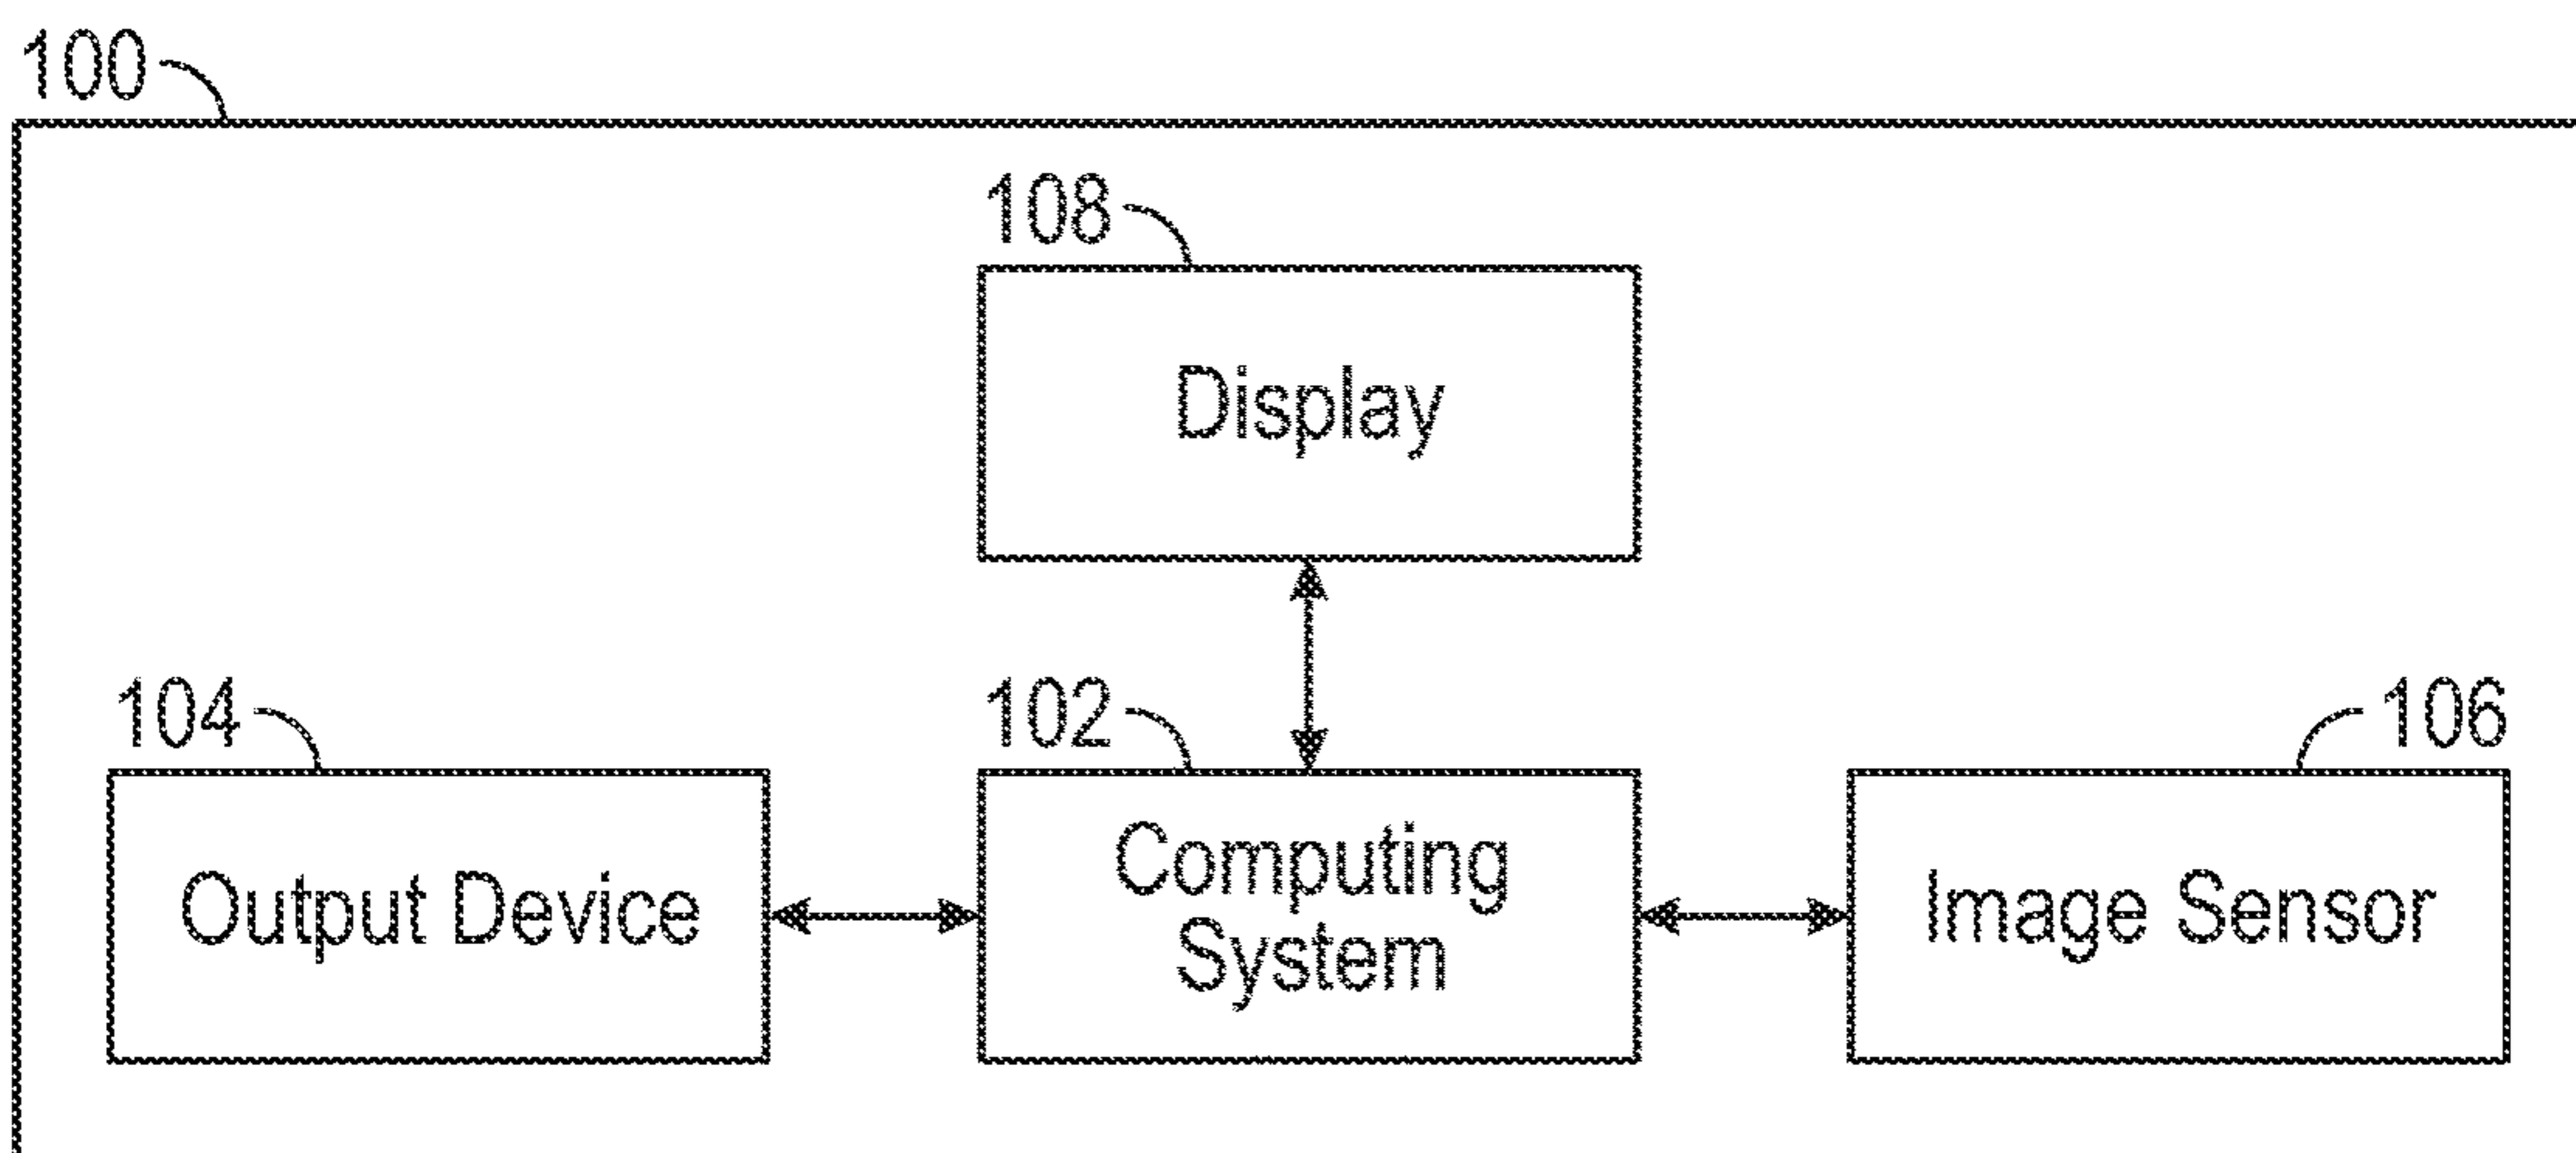 100
108
Display
104
102
106
Output Device
Computing
System
Image Sensor